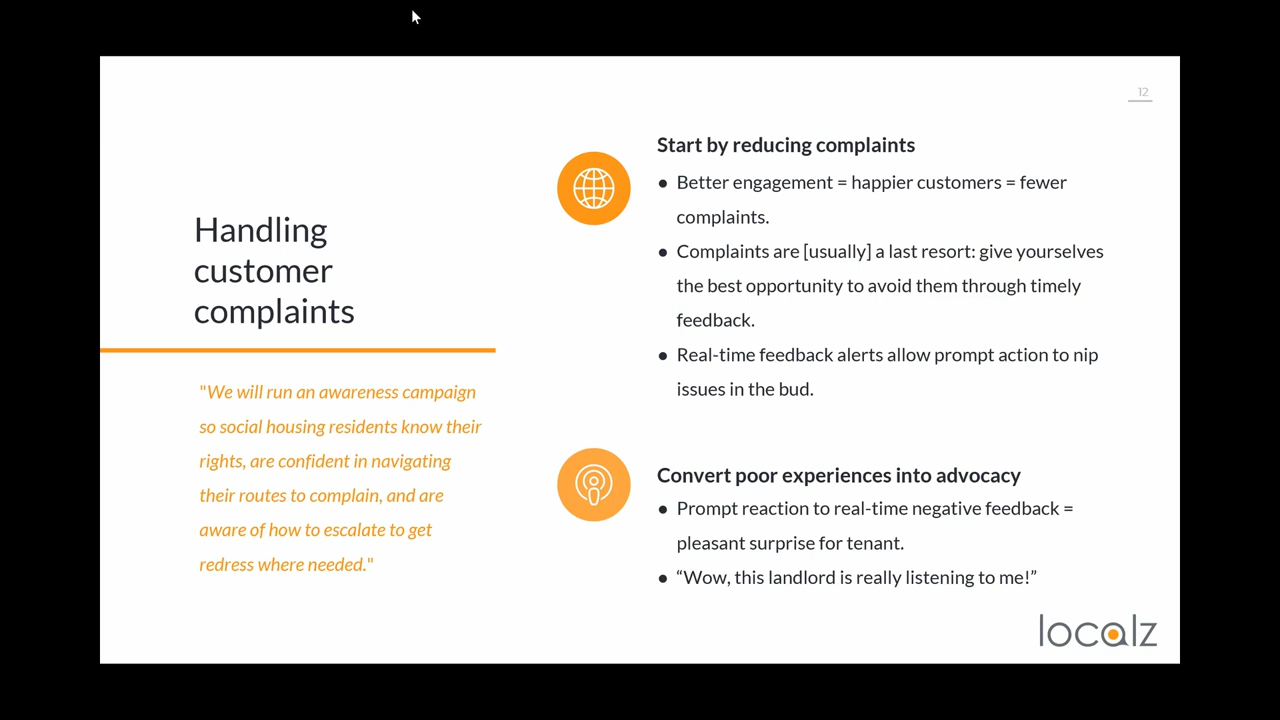 12
Handling
customer
complaints
"We will run an awareness campaign
so social housing residents know their
rights, are confident in navigating
their routes to complain, and are
aware of how to escalate to get
redress where needed."
Start by reducing complaints
● Better engagement = happier customers = fewer
complaints.
● Complaints are [usually] a last resort: give yourselves
the best opportunity to avoid them through timely
feedback.
● Real-time feedback alerts allow prompt action to nip
issues in the bud.
Convert poor experiences into advocacy
● Prompt reaction to real-time negative feedback =
pleasant surprise for tenant.
● “Wow, this landlord is really listening to me!”
localz